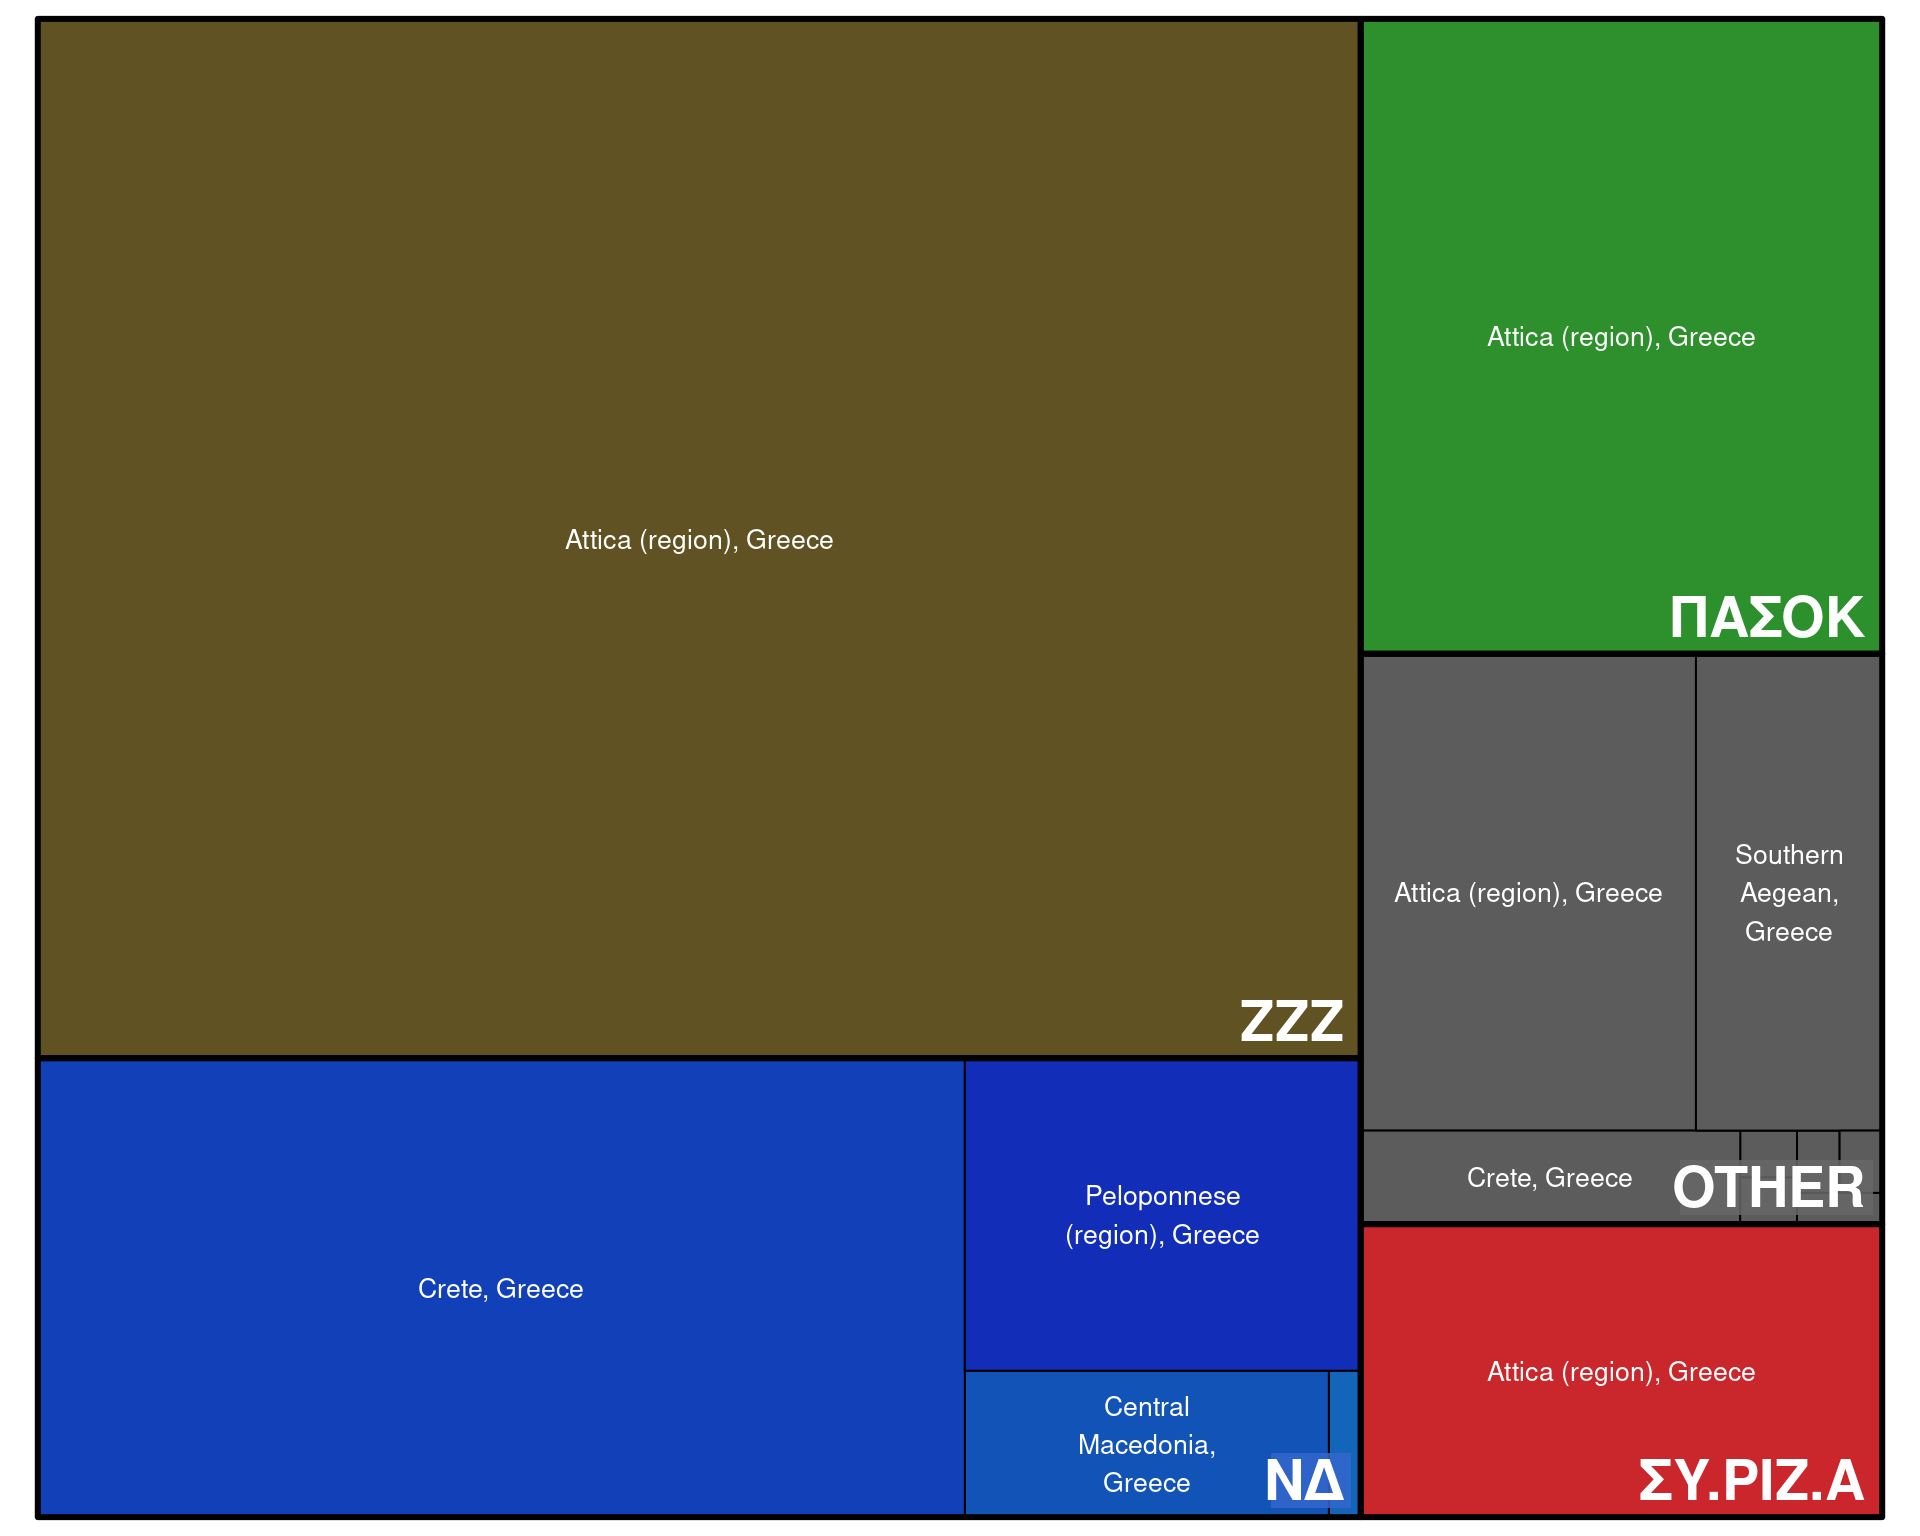 Attica (region), Greece
ZZZ
Crete, Greece
Peloponnese
(region), Greece
Central
Macedonia,
Greece
ΝΔ
Attica (region), Greece
ΠΑΣΟΚ
Attica (region), Greece
Southern
Aegean,
Greece
Crete, Greece
OTHER
Attica (region), Greece
ΣΥ.ΡΙΖ.Α